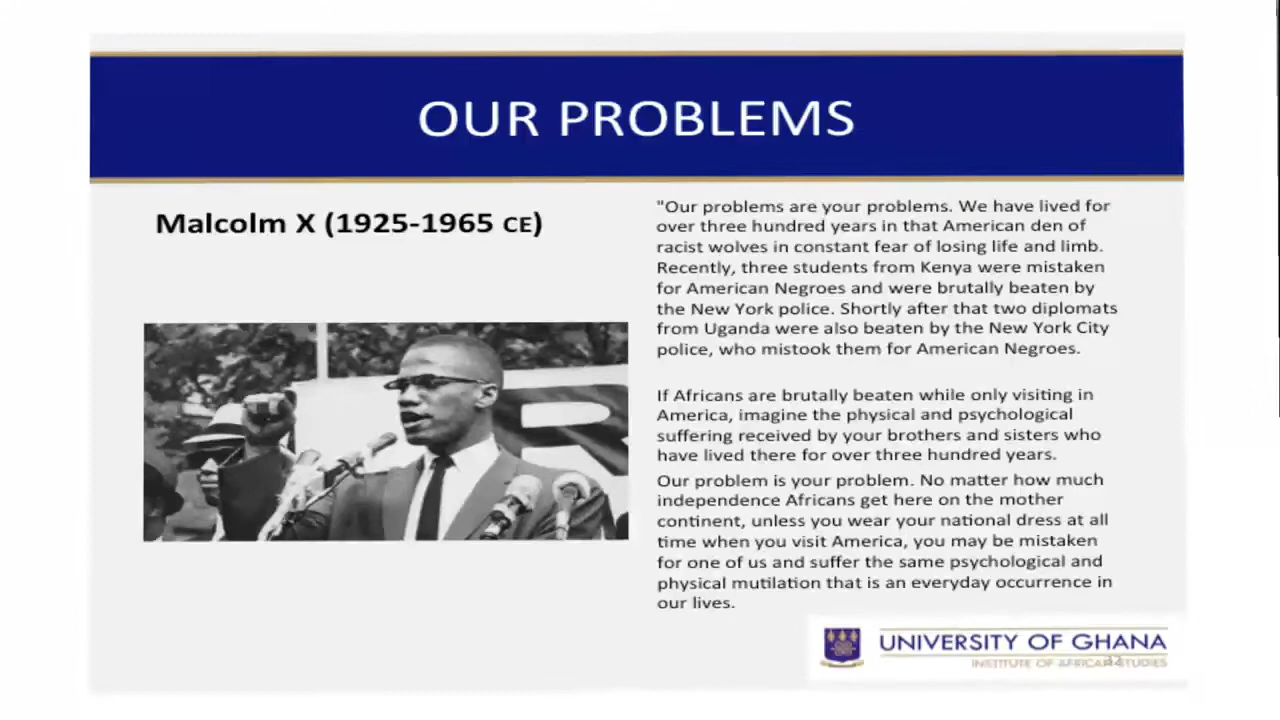 OUR PROBLEMS
Malcolm X (1925-1965 CE)
"Our problems are your problems. We have lived for
over three hundred years in that American den of
racist wolves in constant fear of losing life and limb.
Recently, three students from Kenya were mistaken
for American Negroes and were brutally beaten by
the New York police. Shortly after that two diplomats
from Uganda were also beaten by the New York City
police, who mistook them for American Negroes.
If Africans are brutally beaten while only visiting in
America, imagine the physical and psychological
suffering received by your brothers and sisters who
have lived there for over three hundred years.
Our problem is your problem. No matter how much
independence Africans get here on the mother
continent, unless you wear your national dress at all
time when you visit America, you may be mistaken
for one of us and suffer the same psychological and
physical mutilation that is an everyday occurrence in
our lives.
UNIVERSITY OF GHANA
INSTITUTE OF AFRICAN STUDIES